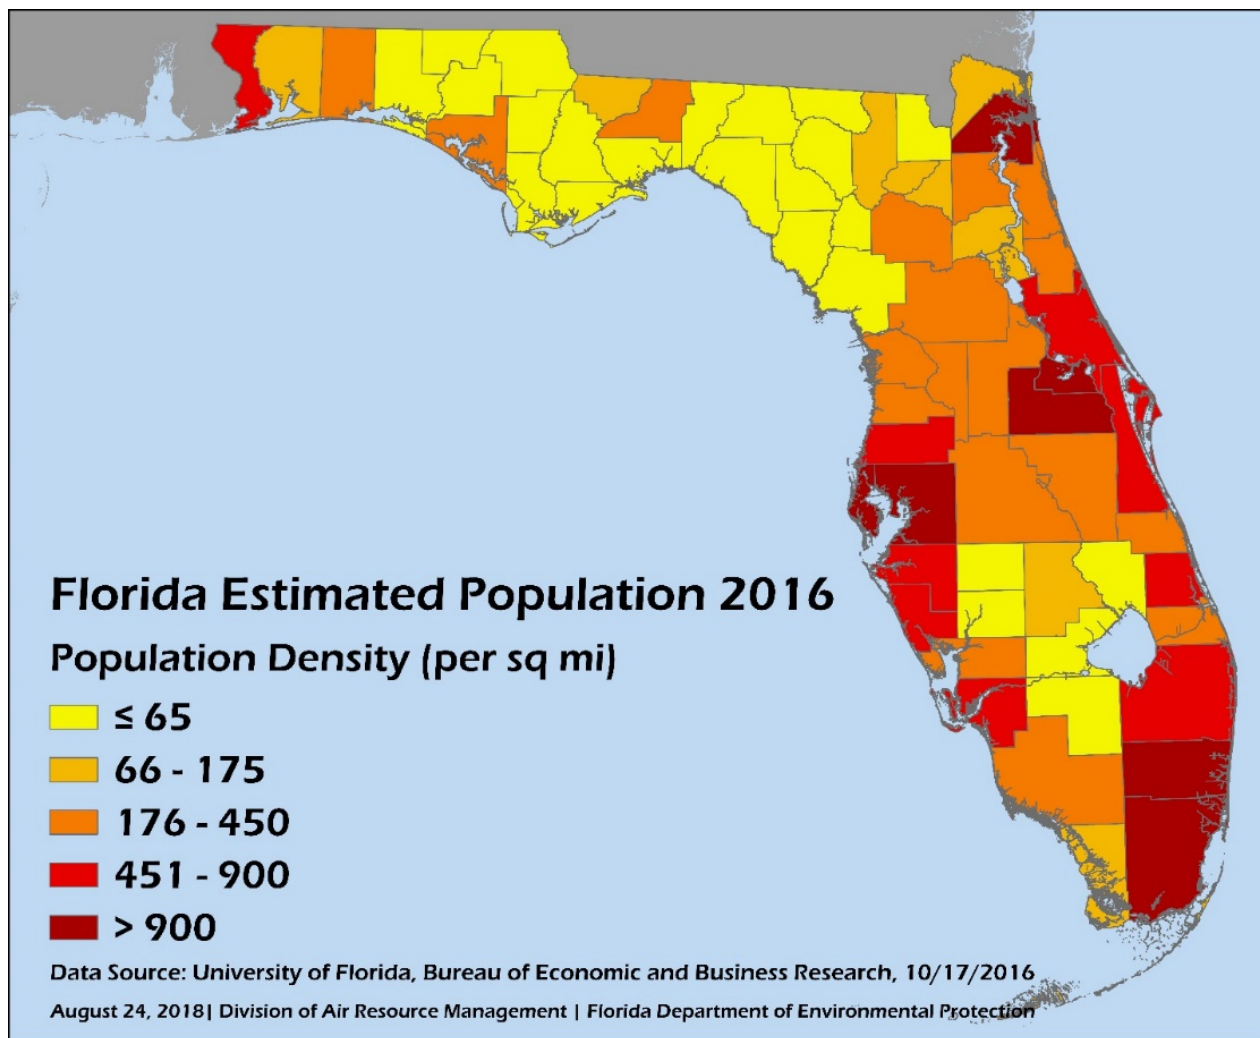 Florida Estimated Population 2016
Population Density (per sq mi)
≤ 65
66 - 175
176 - 450
451 - 900
> 900
Data Source: University of Florida, Bureau of Economic and Business Research, 10/17/2016
August 24, 2018| Division of Air Resource Management | Florida Department of Environmental Protection